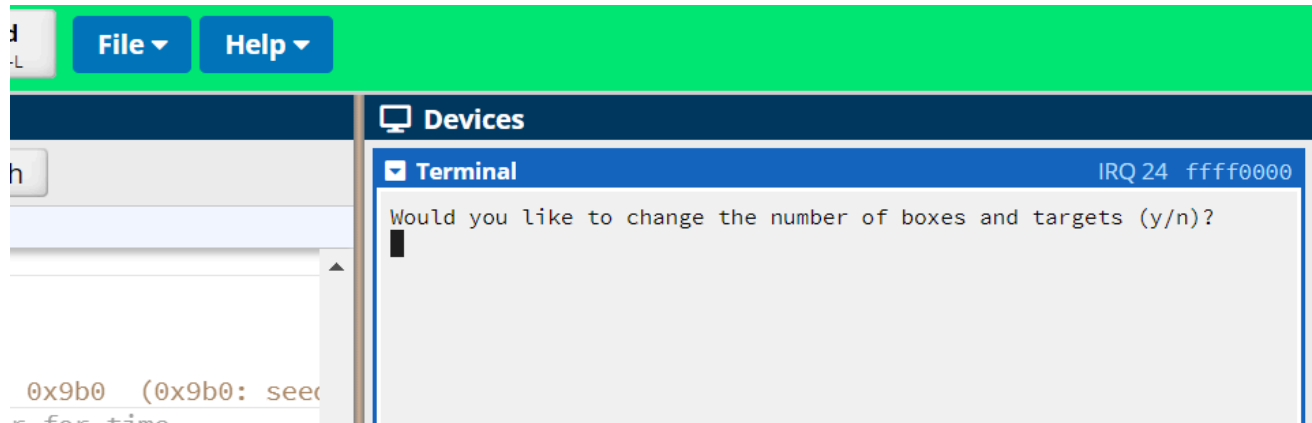 File Help
Devices
Terminal IRQ 24 ffff0000
Would you like to change the number of boxes and targets (y/n)?
0x9b0 (0x9b0: seed